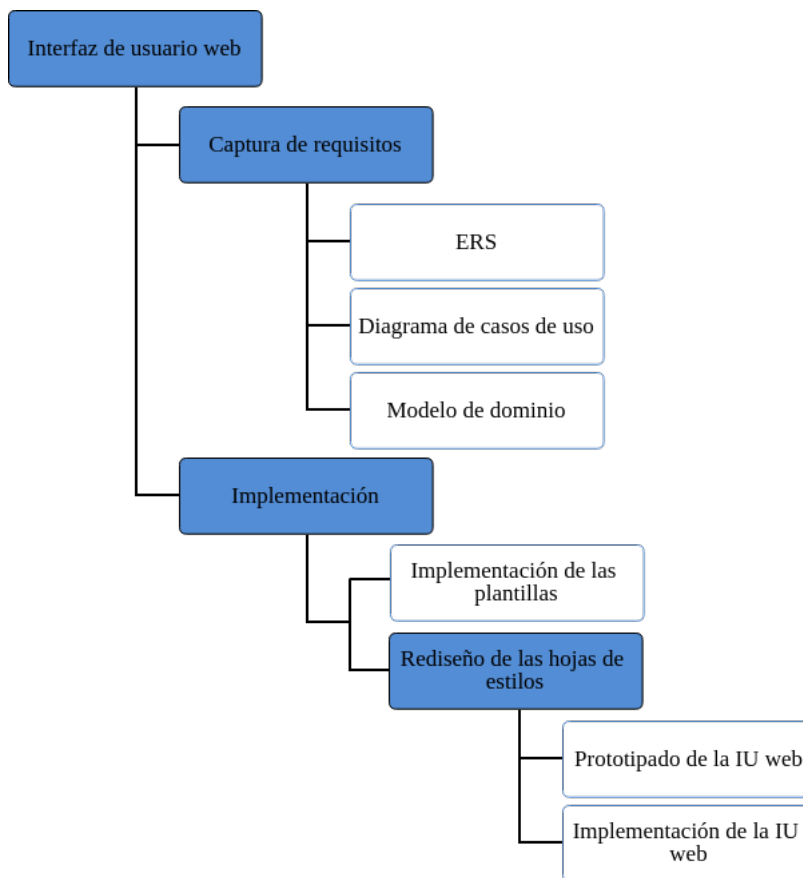 Interfaz de usuario web
Captura de requisitos
ERS
Diagrama de casos de uso
Modelo de dominio
Implementación
Implementación de las
plantillas
Rediseño de las hojas de
estilos
Prototipado de la IU web
Implementación de la IU
web